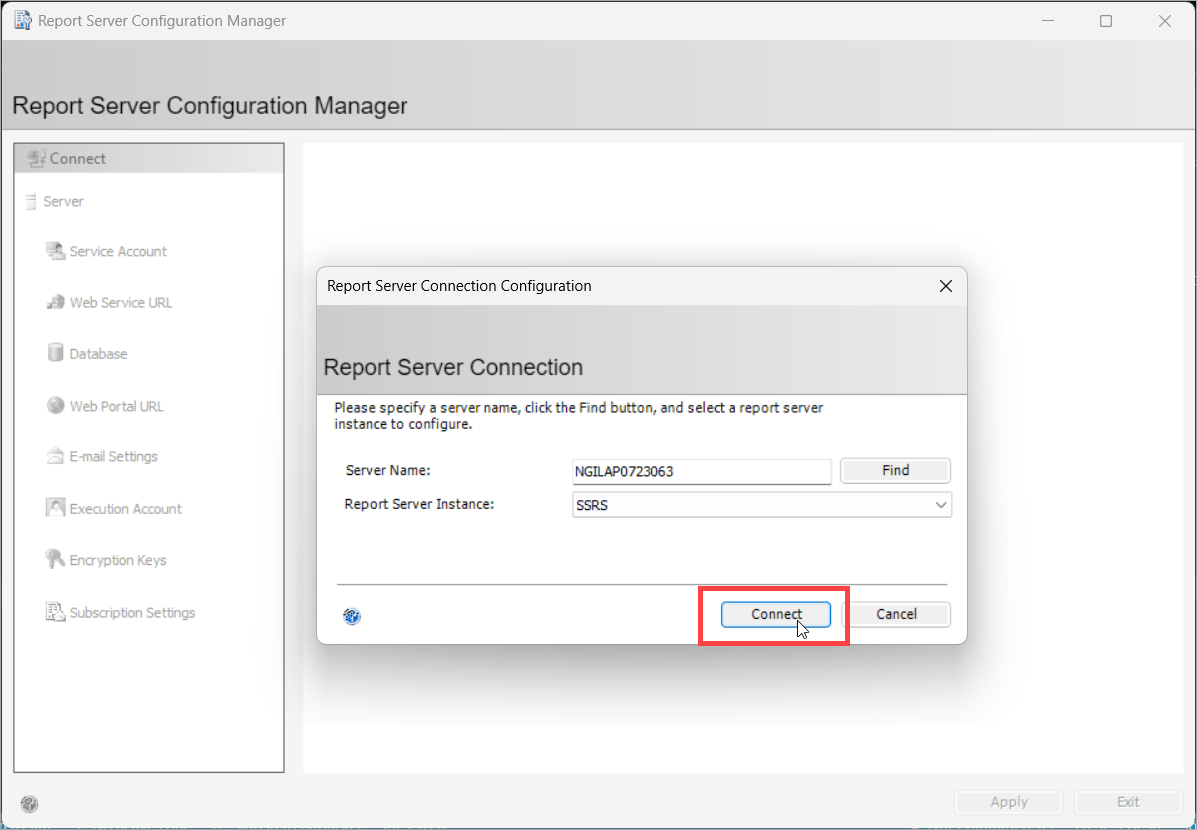 Report Server Configuration Manager
Report Server Configuration Manager
Connect
Server
Service Account
Web Service URL
Database
Web Portal URL
E-mail Settings
Execution Account
Encryption Keys
Subscription Settings
Report Server Connection Configuration
Report Server Connection
Please specify a server name, click the Find button, and select a report server
instance to configure.
Server Name:
NGILAP0723063
Find
Report Server Instance:
SSRS
Connect
Cancel
Apply
Exit